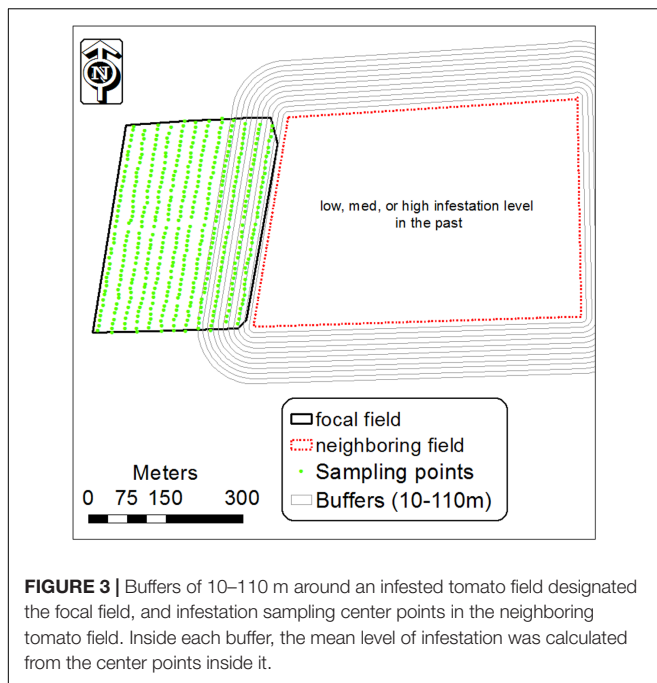 N
low, med, or high infestation level
in the past
focal field
neighboring field
Sampling points
Buffers (10-110m)
Meters
0 75 150 300
FIGURE 3 | Buffers of 10–110 m around an infested tomato field designated
the focal field, and infestation sampling center points in the neighboring
tomato field. Inside each buffer, the mean level of infestation was calculated
from the center points inside it.